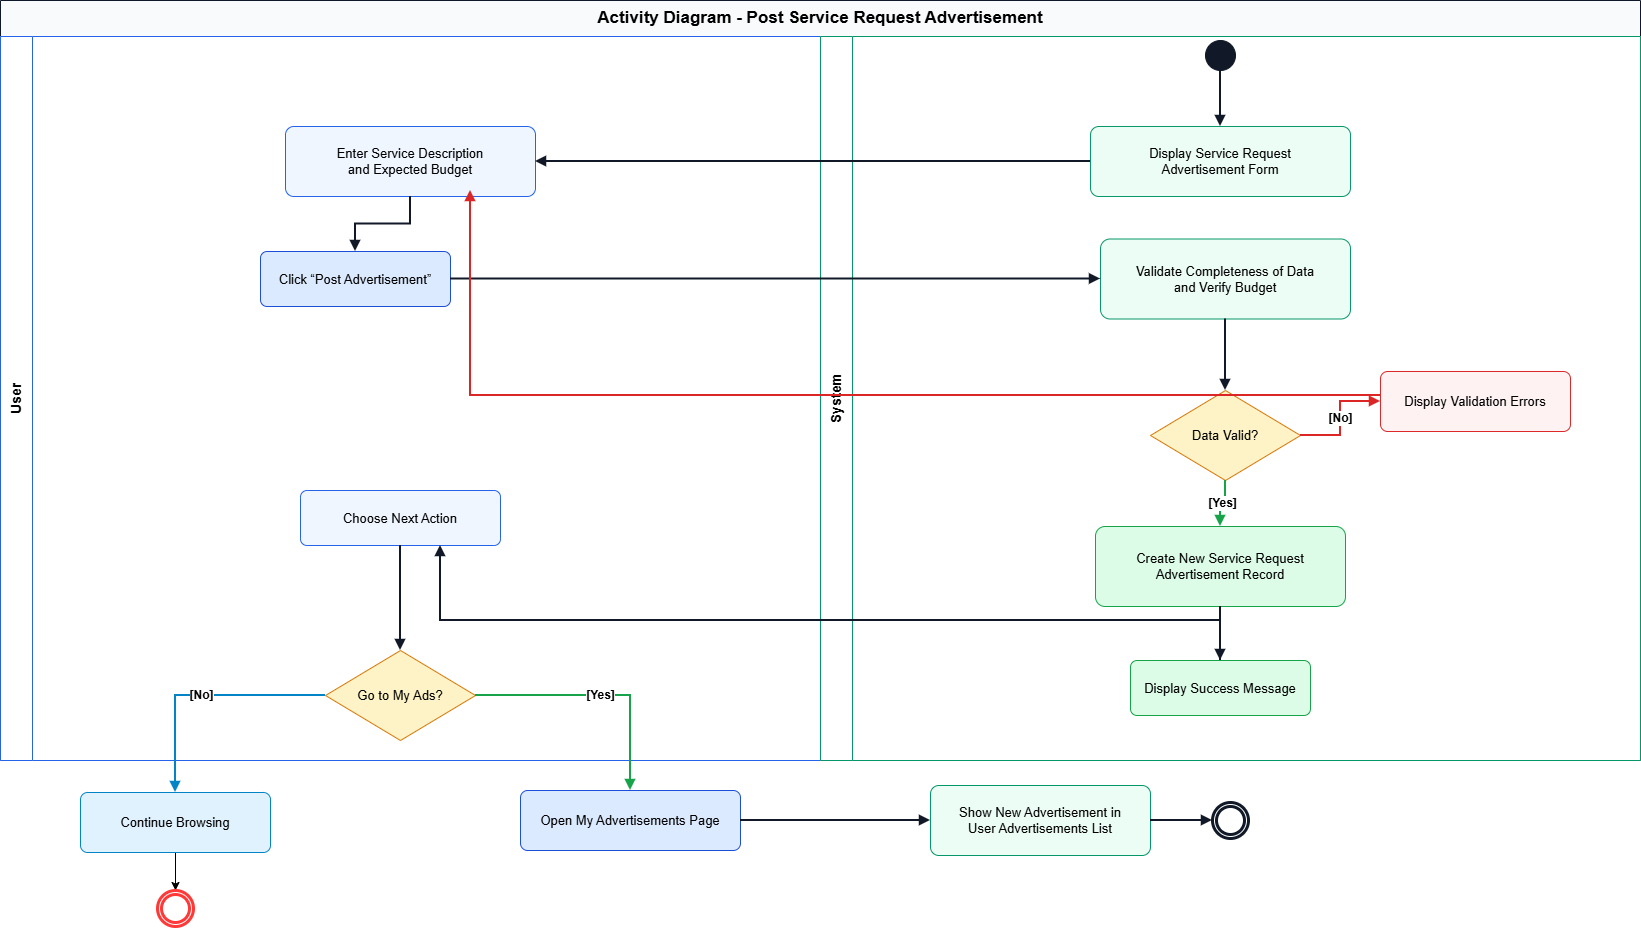 Activity Diagram - Post Service Request Advertisement
User
System
Enter Service Description
and Expected Budget
Display Service Request
Advertisement Form
Click “Post Advertisement”
Validate Completeness of Data
and Verify Budget
Display Validation Errors
[No]
Data Valid?
[Yes]
Choose Next Action
Create New Service Request
Advertisement Record
Go to My Ads?
[No]
[Yes]
Display Success Message
Continue Browsing
Open My Advertisements Page
Show New Advertisement in
User Advertisements List